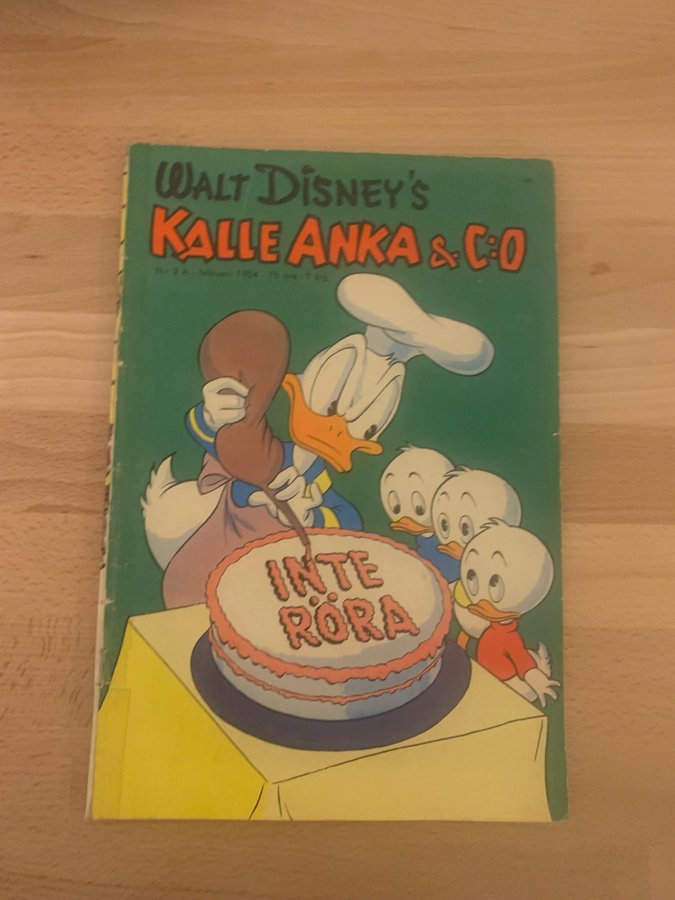 WALT DISNEY'S
KALLE ANKA & C:O
Nr 2 A - februari 1954 · 75 öre · 7 årg.
INTE
RÖRA